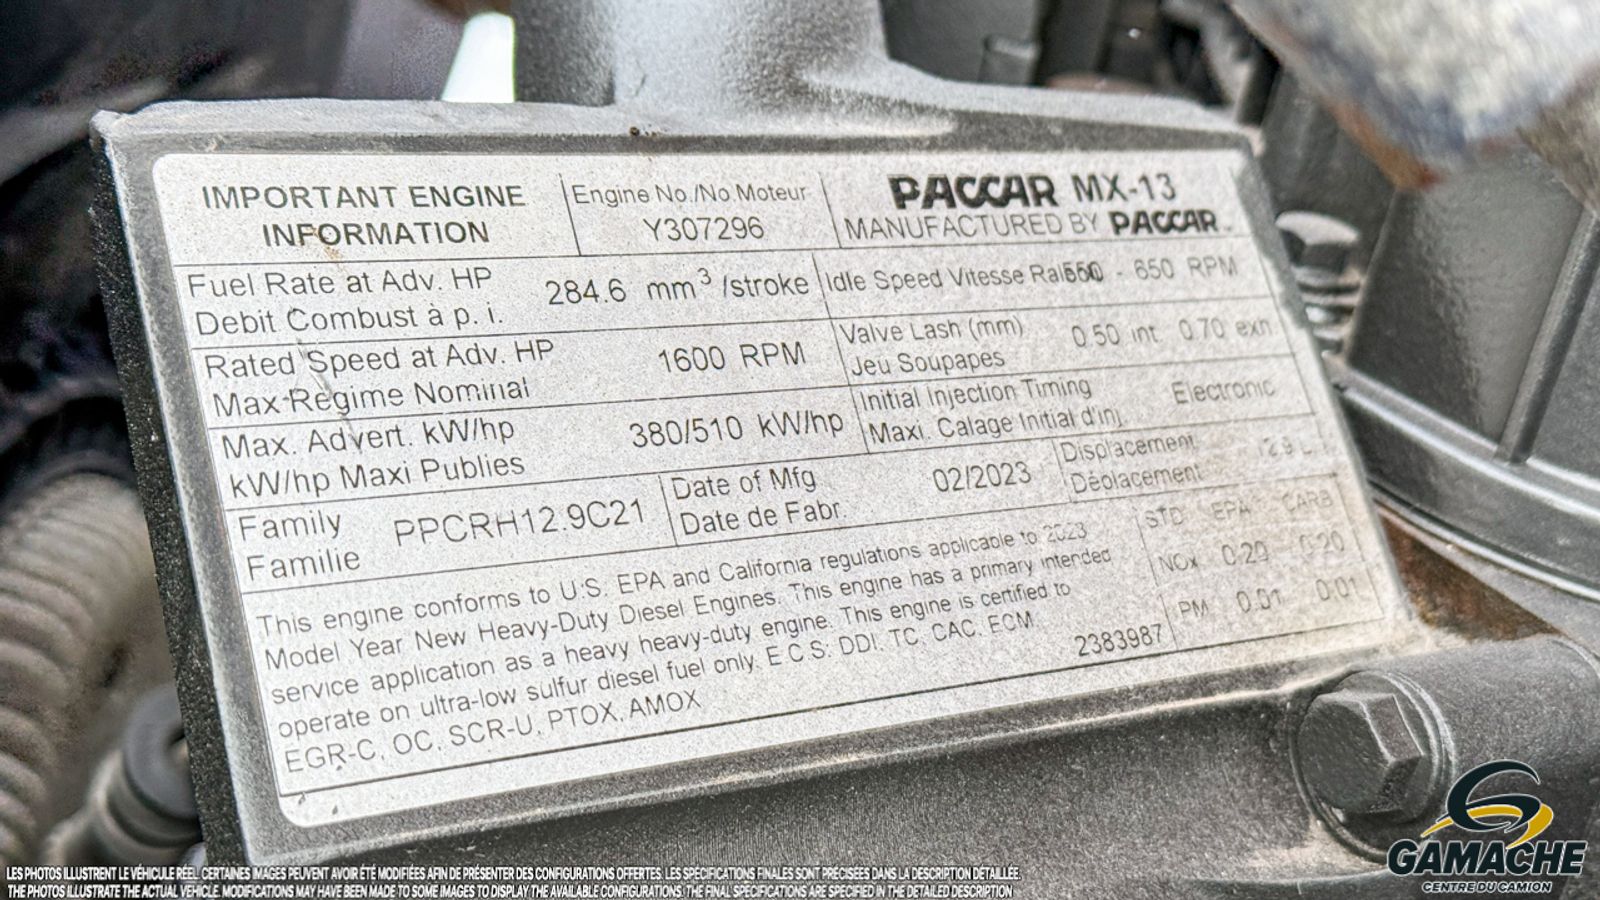 IMPORTANT ENGINE
INFORMATION
Engine No./No.Moteur
Y307296
PACCAR MX-13
MANUFACTURED BY PACCAR.
Fuel Rate at Adv. HP
Debit Combust à p. i.
284.6 mm³/stroke
Idle Speed Vitesse - 650 RPM
Rated Speed at Adv. HP
Max Régime Nominal
1600 RPM
Valve Lash (mm)
Jeu Soupapes
0.50 int. 0.70 exh.
Max. Advert. kW/hp
kW/hp Maxi Publies
380/510 kW/hp
Initial Injection Timing
Maxi. Calage Initial d'inj.
Electronic
Family
Familie
PPCRH12.9C21
Date of Mfg
Date de Fabr.
02/2023
Displacement
Déplacement
12.9 L
This engine conforms to U.S. EPA and California regulations applicable to 2023
Model Year New Heavy-Duty Diesel Engines. This engine has a primary intended
service application as a heavy heavy-duty engine. This engine is certified to
operate on ultra-low sulfur diesel fuel only. E.C.S: DDI, TC, CAC, ECM,
EGR-C, OC, SCR-U, PTOX, AMOX
2383987
STD EPA CARB
NOx 0.20 0.20
PM 0.01 0.01
GAMACHE
CENTRE DU CAMION
LES PHOTOS ILLUSTRENT LE VÉHICULE RÉEL. CERTAINES IMAGES PEUVENT AVOIR ÉTÉ MODIFIÉES AFIN DE PRÉSENTER DES CONFIGURATIONS OFFERTES. LES SPÉCIFICATIONS FINALES SONT PRÉCISÉES DANS LA DESCRIPTION DÉTAILLÉE.
THE PHOTOS ILLUSTRATE THE ACTUAL VEHICLE. MODIFICATIONS MAY HAVE BEEN MADE TO SOME IMAGES TO DISPLAY THE AVAILABLE CONFIGURATIONS. THE FINAL SPECIFICATIONS ARE SPECIFIED IN THE DETAILED DESCRIPTION